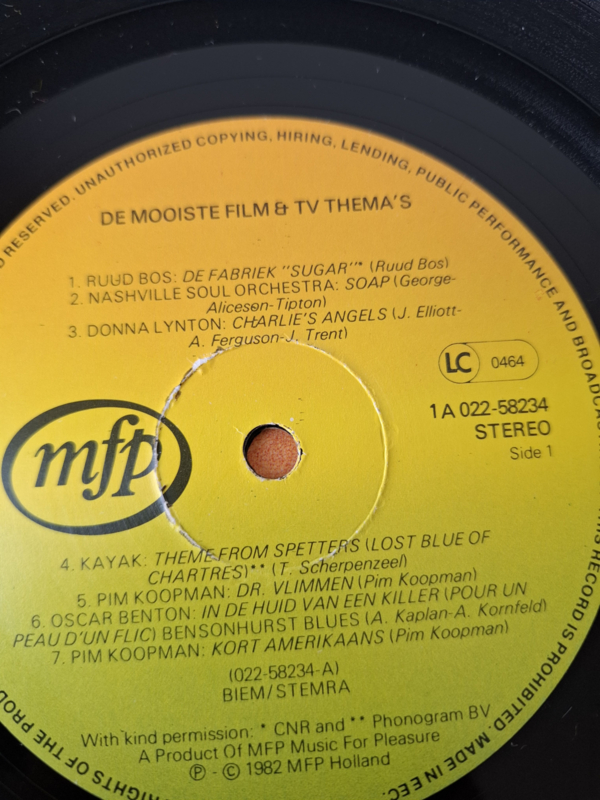 D RESERVED. UNAUTHORIZED COPYING, HIRING, LENDING, PUBLIC PERFORMANCE AND BROADCAST
DE MOOISTE FILM & TV THEMA'S
1. RUUD BOS: DE FABRIEK "SUGAR"* (Ruud Bos)
2. NASHVILLE SOUL ORCHESTRA: SOAP (George-
Aliceson-Tipton)
3. DONNA LYNTON: CHARLIE'S ANGELS (J. Elliott-
A. Ferguson-J. Trent)
LC 0464
1A 022-58234
STEREO
Side 1
mfp
4. KAYAK: THEME FROM SPETTERS (LOST BLUE OF
CHARTRES)** (T. Scherpenzeel)
5. PIM KOOPMAN: DR. VLIMMEN (Pim Koopman)
6. OSCAR BENTON: IN DE HUID VAN EEN KILLER (POUR UN
PEAU D'UN FLIC) BENSONHURST BLUES (A. Kaplan-A. Kornfeld)
7. PIM KOOPMAN: KORT AMERIKAANS (Pim Koopman)
(022-58234-A)
BIEM/STEMRA
With kind permission: * CNR and ** Phonogram BV
A Product Of MFP Music For Pleasure
Ⓟ - © 1982 MFP Holland
THIS RECORD IS PROHIBITED. MADE IN EEC.
RIGHTS OF THE PROD